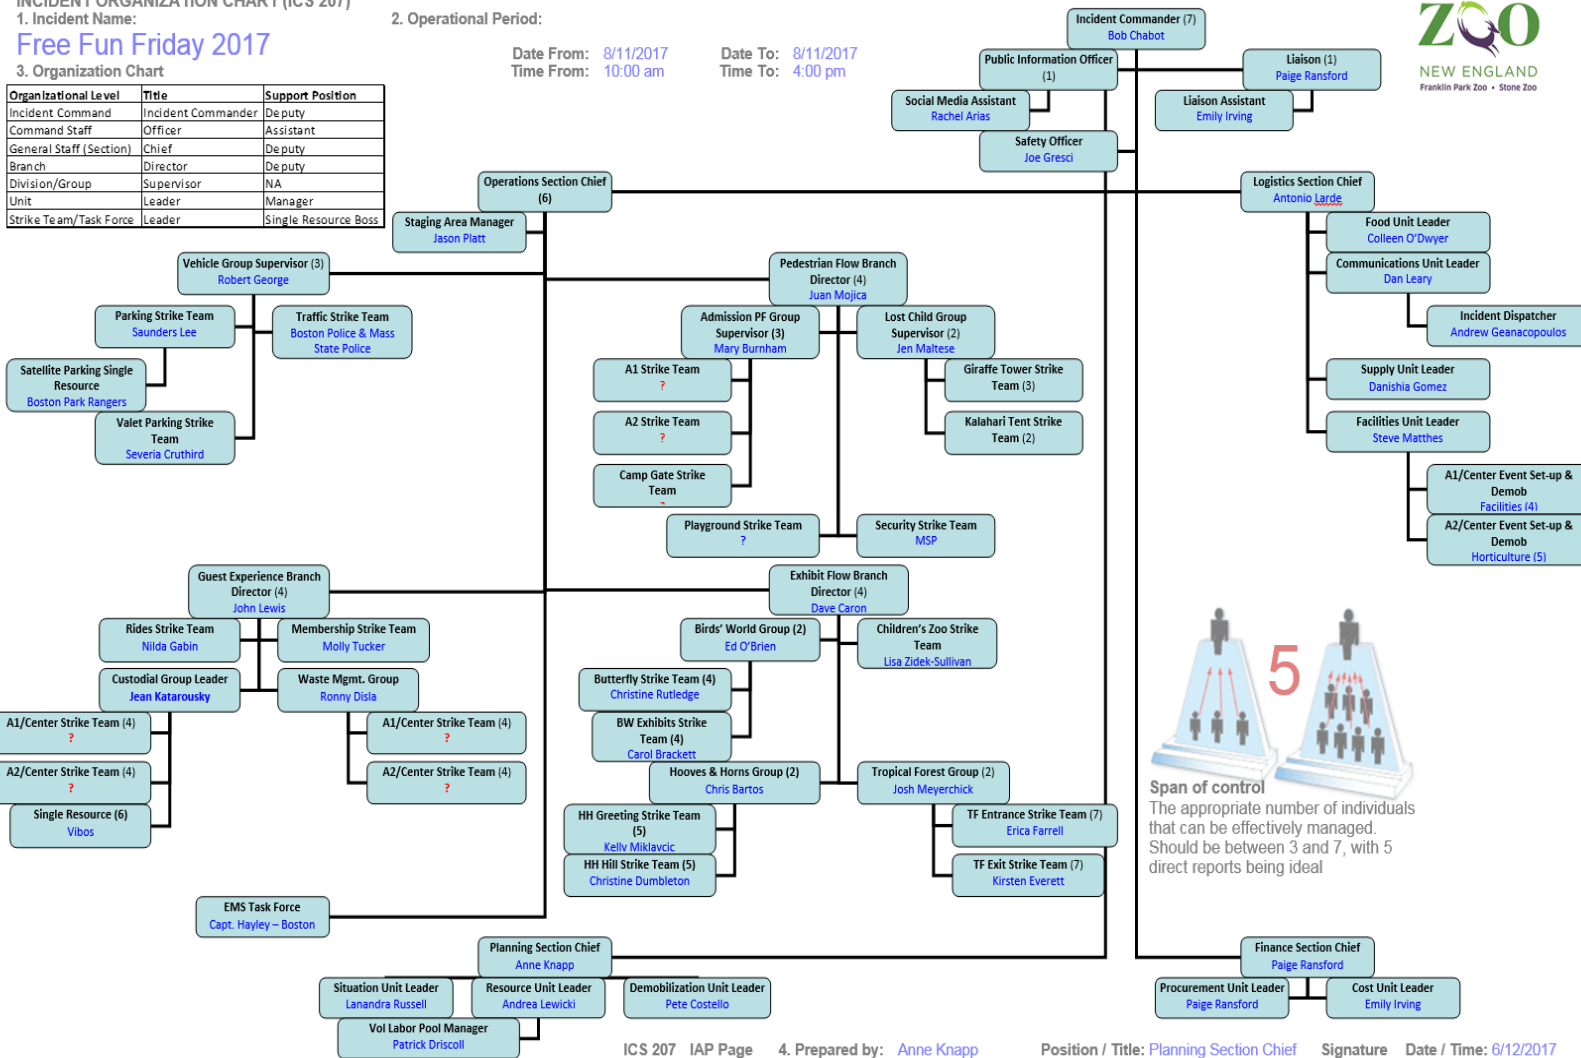 INCIDENT ORGANIZATION CHART (ICS 207)
1. Incident Name:
Free Fun Friday 2017
2. Operational Period:
Date From: 8/11/2017 Date To: 8/11/2017
Time From: 10:00 am Time To: 4:00 pm
3. Organization Chart
Organizational Level Title Support Position
Incident Command Incident Commander Deputy
Command Staff Officer Assistant
General Staff (Section) Chief Deputy
Branch Director Deputy
Division/Group Supervisor NA
Unit Leader Manager
Strike Team/Task Force Leader Single Resource Boss
Incident Commander (7)
Bob Chabot
ZOO
NEW ENGLAND
Franklin Park Zoo • Stone Zoo
Public Information Officer
(1)
Liaison (1)
Paige Ransford
Social Media Assistant
Rachel Arias
Liaison Assistant
Emily Irving
Safety Officer
Joe Gresci
Operations Section Chief
(6)
Logistics Section Chief
Antonio Larde
Staging Area Manager
Jason Platt
Food Unit Leader
Colleen O'Dwyer
Vehicle Group Supervisor (3)
Robert George
Pedestrian Flow Branch
Director (4)
Juan Mojica
Communications Unit Leader
Dan Leary
Parking Strike Team
Saunders Lee
Traffic Strike Team
Boston Police & Mass
State Police
Admission PF Group
Supervisor (3)
Mary Burnham
Lost Child Group
Supervisor (2)
Jen Maltese
Incident Dispatcher
Andrew Geanacopoulos
Satellite Parking Single
Resource
Boston Park Rangers
A1 Strike Team
?
Giraffe Tower Strike
Team (3)
Supply Unit Leader
Danishia Gomez
Valet Parking Strike
Team
Severia Cruthird
A2 Strike Team
?
Kalahari Tent Strike
Team (2)
Facilities Unit Leader
Steve Matthes
Camp Gate Strike
Team
A1/Center Event Set-up &
Demob
Facilities (4)
Playground Strike Team
?
Security Strike Team
MSP
A2/Center Event Set-up &
Demob
Horticulture (5)
Guest Experience Branch
Director (4)
John Lewis
Exhibit Flow Branch
Director (4)
Dave Caron
Rides Strike Team
Nilda Gabin
Membership Strike Team
Molly Tucker
Birds' World Group (2)
Ed O'Brien
Children's Zoo Strike
Team
Lisa Zidek-Sullivan
Custodial Group Leader
Jean Katarousky
Waste Mgmt. Group
Ronny Disla
Butterfly Strike Team (4)
Christine Rutledge
A1/Center Strike Team (4)
?
A1/Center Strike Team (4)
?
BW Exhibits Strike
Team (4)
Carol Brackett
A2/Center Strike Team (4)
?
A2/Center Strike Team (4)
?
Hooves & Horns Group (2)
Chris Bartos
Tropical Forest Group (2)
Josh Meyerchick
Single Resource (6)
Vibos
HH Greeting Strike Team
(5)
Kelly Miklavcic
TF Entrance Strike Team (7)
Erica Farrell
HH Hill Strike Team (5)
Christine Dumbleton
TF Exit Strike Team (7)
Kirsten Everett
5
Span of control
The appropriate number of individuals
that can be effectively managed.
Should be between 3 and 7, with 5
direct reports being ideal
EMS Task Force
Capt. Hayley – Boston
Planning Section Chief
Anne Knapp
Finance Section Chief
Paige Ransford
Situation Unit Leader
Lanandra Russell
Resource Unit Leader
Andrea Lewicki
Demobilization Unit Leader
Pete Costello
Procurement Unit Leader
Paige Ransford
Cost Unit Leader
Emily Irving
Vol Labor Pool Manager
Patrick Driscoll
ICS 207 IAP Page 4. Prepared by: Anne Knapp Position / Title: Planning Section Chief Signature Date / Time: 6/12/2017